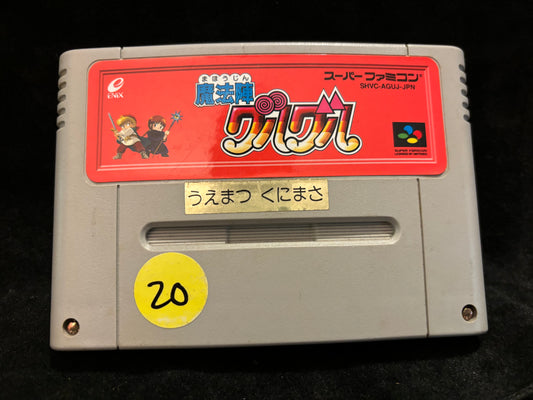 ENIX
まほうじん
魔法陣
グルグル
スーパーファミコン®
SHVC-AGUJ-JPN
SUPER FAMICOM
うえまつ くにまさ
20